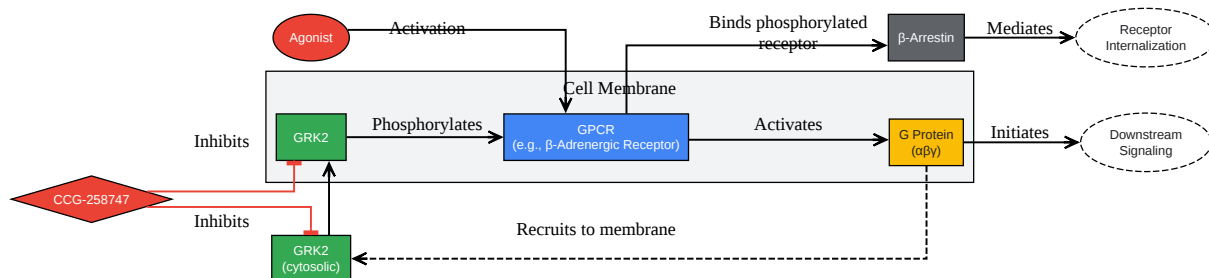 Agonist
Activation
Binds phosphorylated
receptor
β-Arrestin
Mediates
Receptor
Internalization
Cell Membrane
Inhibits
GRK2
Phosphorylates
GPCR
(e.g., β-Adrenergic Receptor)
Activates
G Protein
(αβγ)
Initiates
Downstream
Signaling
CCG-258747
Inhibits
Recruits to membrane
GRK2
(cytosolic)